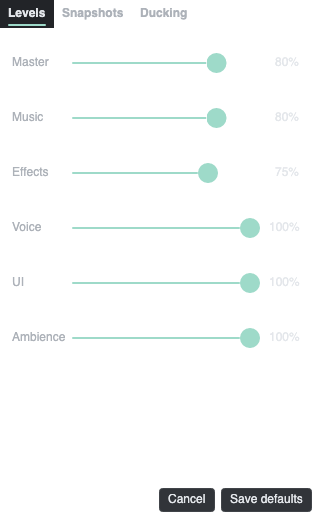 Levels Snapshots Ducking
Master 80%
Music 80%
Effects 75%
Voice 100%
UI 100%
Ambience 100%
Cancel Save defaults